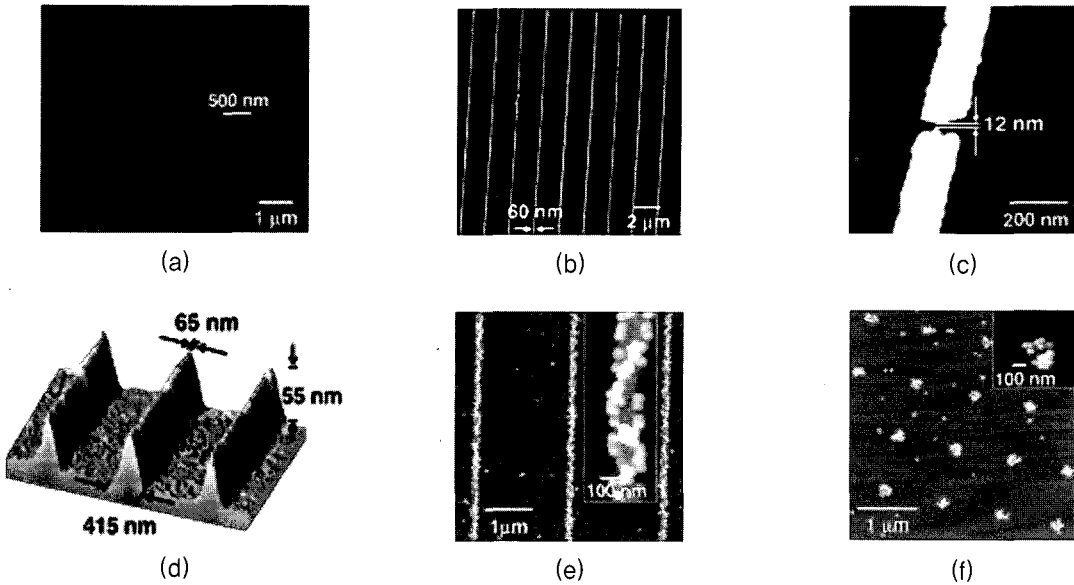 500 nm
1 μm
(a)
60 nm
2 μm
(b)
12 nm
200 nm
(c)
65 nm
55 nm
415 nm
(d)
100 nm
1μm
(e)
100 nm
1 μm
(f)